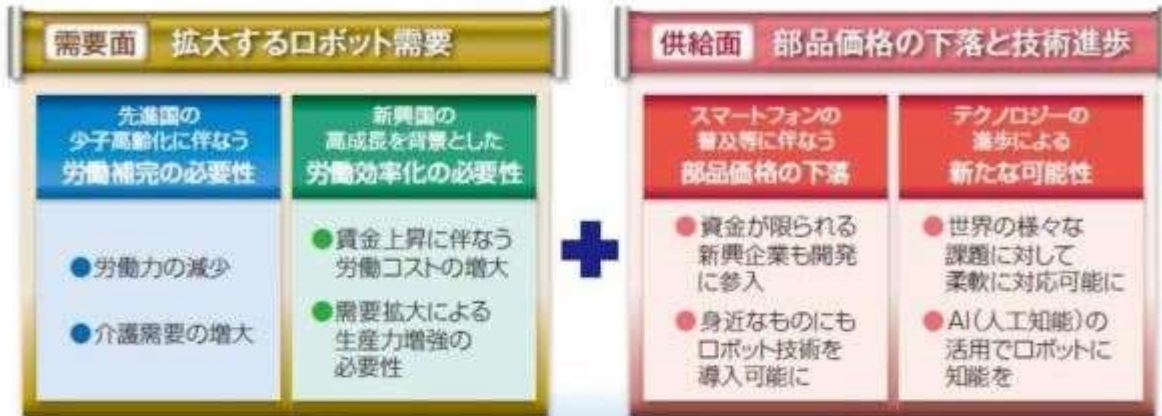 需要面 拡大するロボット需要
先進国の
少子高齢化に伴なう
労働補完の必要性
●労働力の減少
●介護需要の増大
新興国の
高成長を背景とした
労働効率化の必要性
●賃金上昇に伴なう
労働コストの増大
●需要拡大による
生産力増強の
必要性
供給面 部品価格の下落と技術進歩
スマートフォンの
普及等に伴なう
部品価格の下落
●資金が限られる
新興企業も開発
に参入
●身近なものにも
ロボット技術を
導入可能に
テクノロジーの
進歩による
新たな可能性
●世界の様々な
課題に対して
柔軟に対応可能に
●AI(人工知能)の
活用でロボットに
知能を